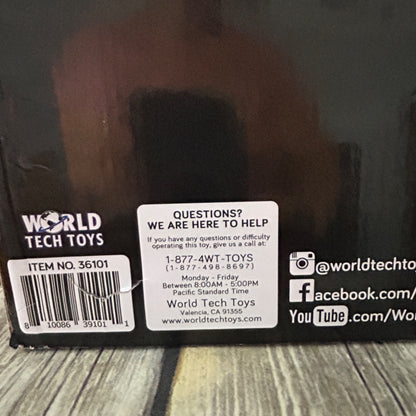 WORLD
TECH TOYS
ITEM NO. 36101
8 10086 39101 1
QUESTIONS?
WE ARE HERE TO HELP
If you have any questions or difficulty
operating this toy, give us a call at:
1-877-4WT-TOYS
(1-877-498-8697)
Monday - Friday
Between 8:00AM - 5:00PM
Pacific Standard Time
World Tech Toys
Valencia, CA 91355
www.worldtechtoys.com
@worldtechto
facebook.com/
YouTube.com/Wor